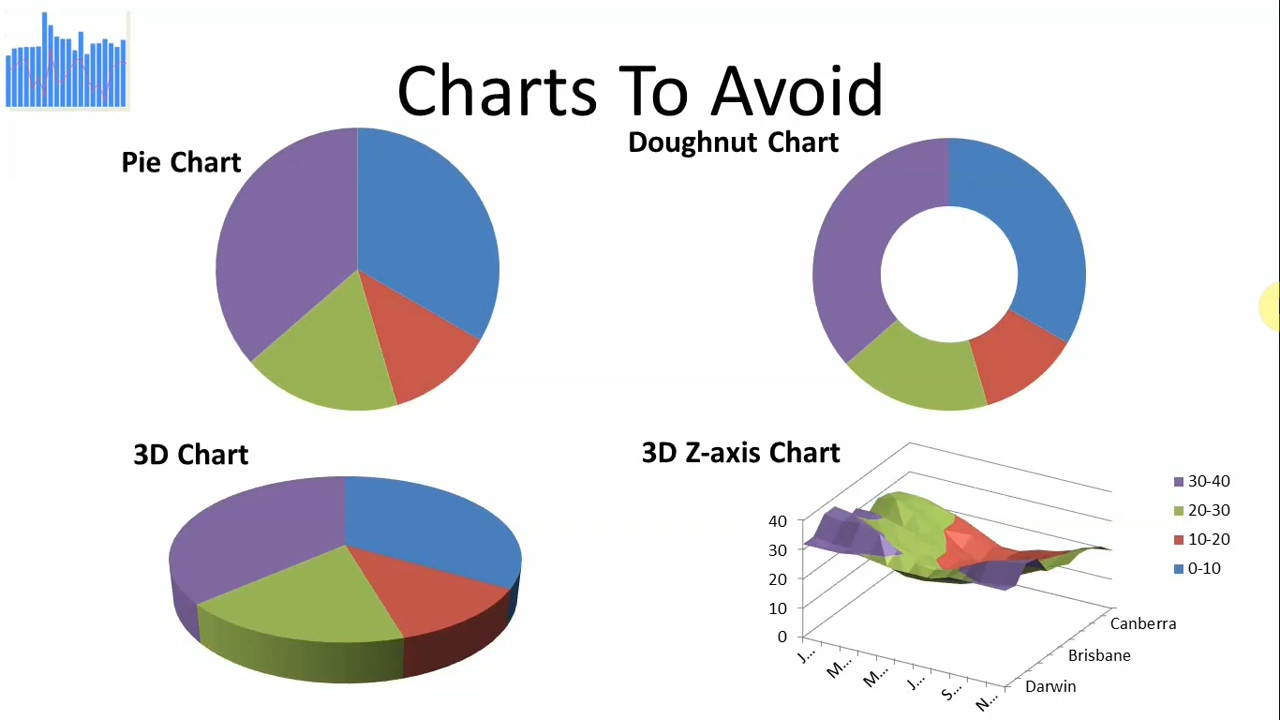 Charts To Avoid
Pie Chart
Doughnut Chart
3D Chart
3D Z-axis Chart
30-40
20-30
10-20
0-10
40
30
20
10
0
J...
M...
M...
J...
S...
N...
Canberra
Brisbane
Darwin